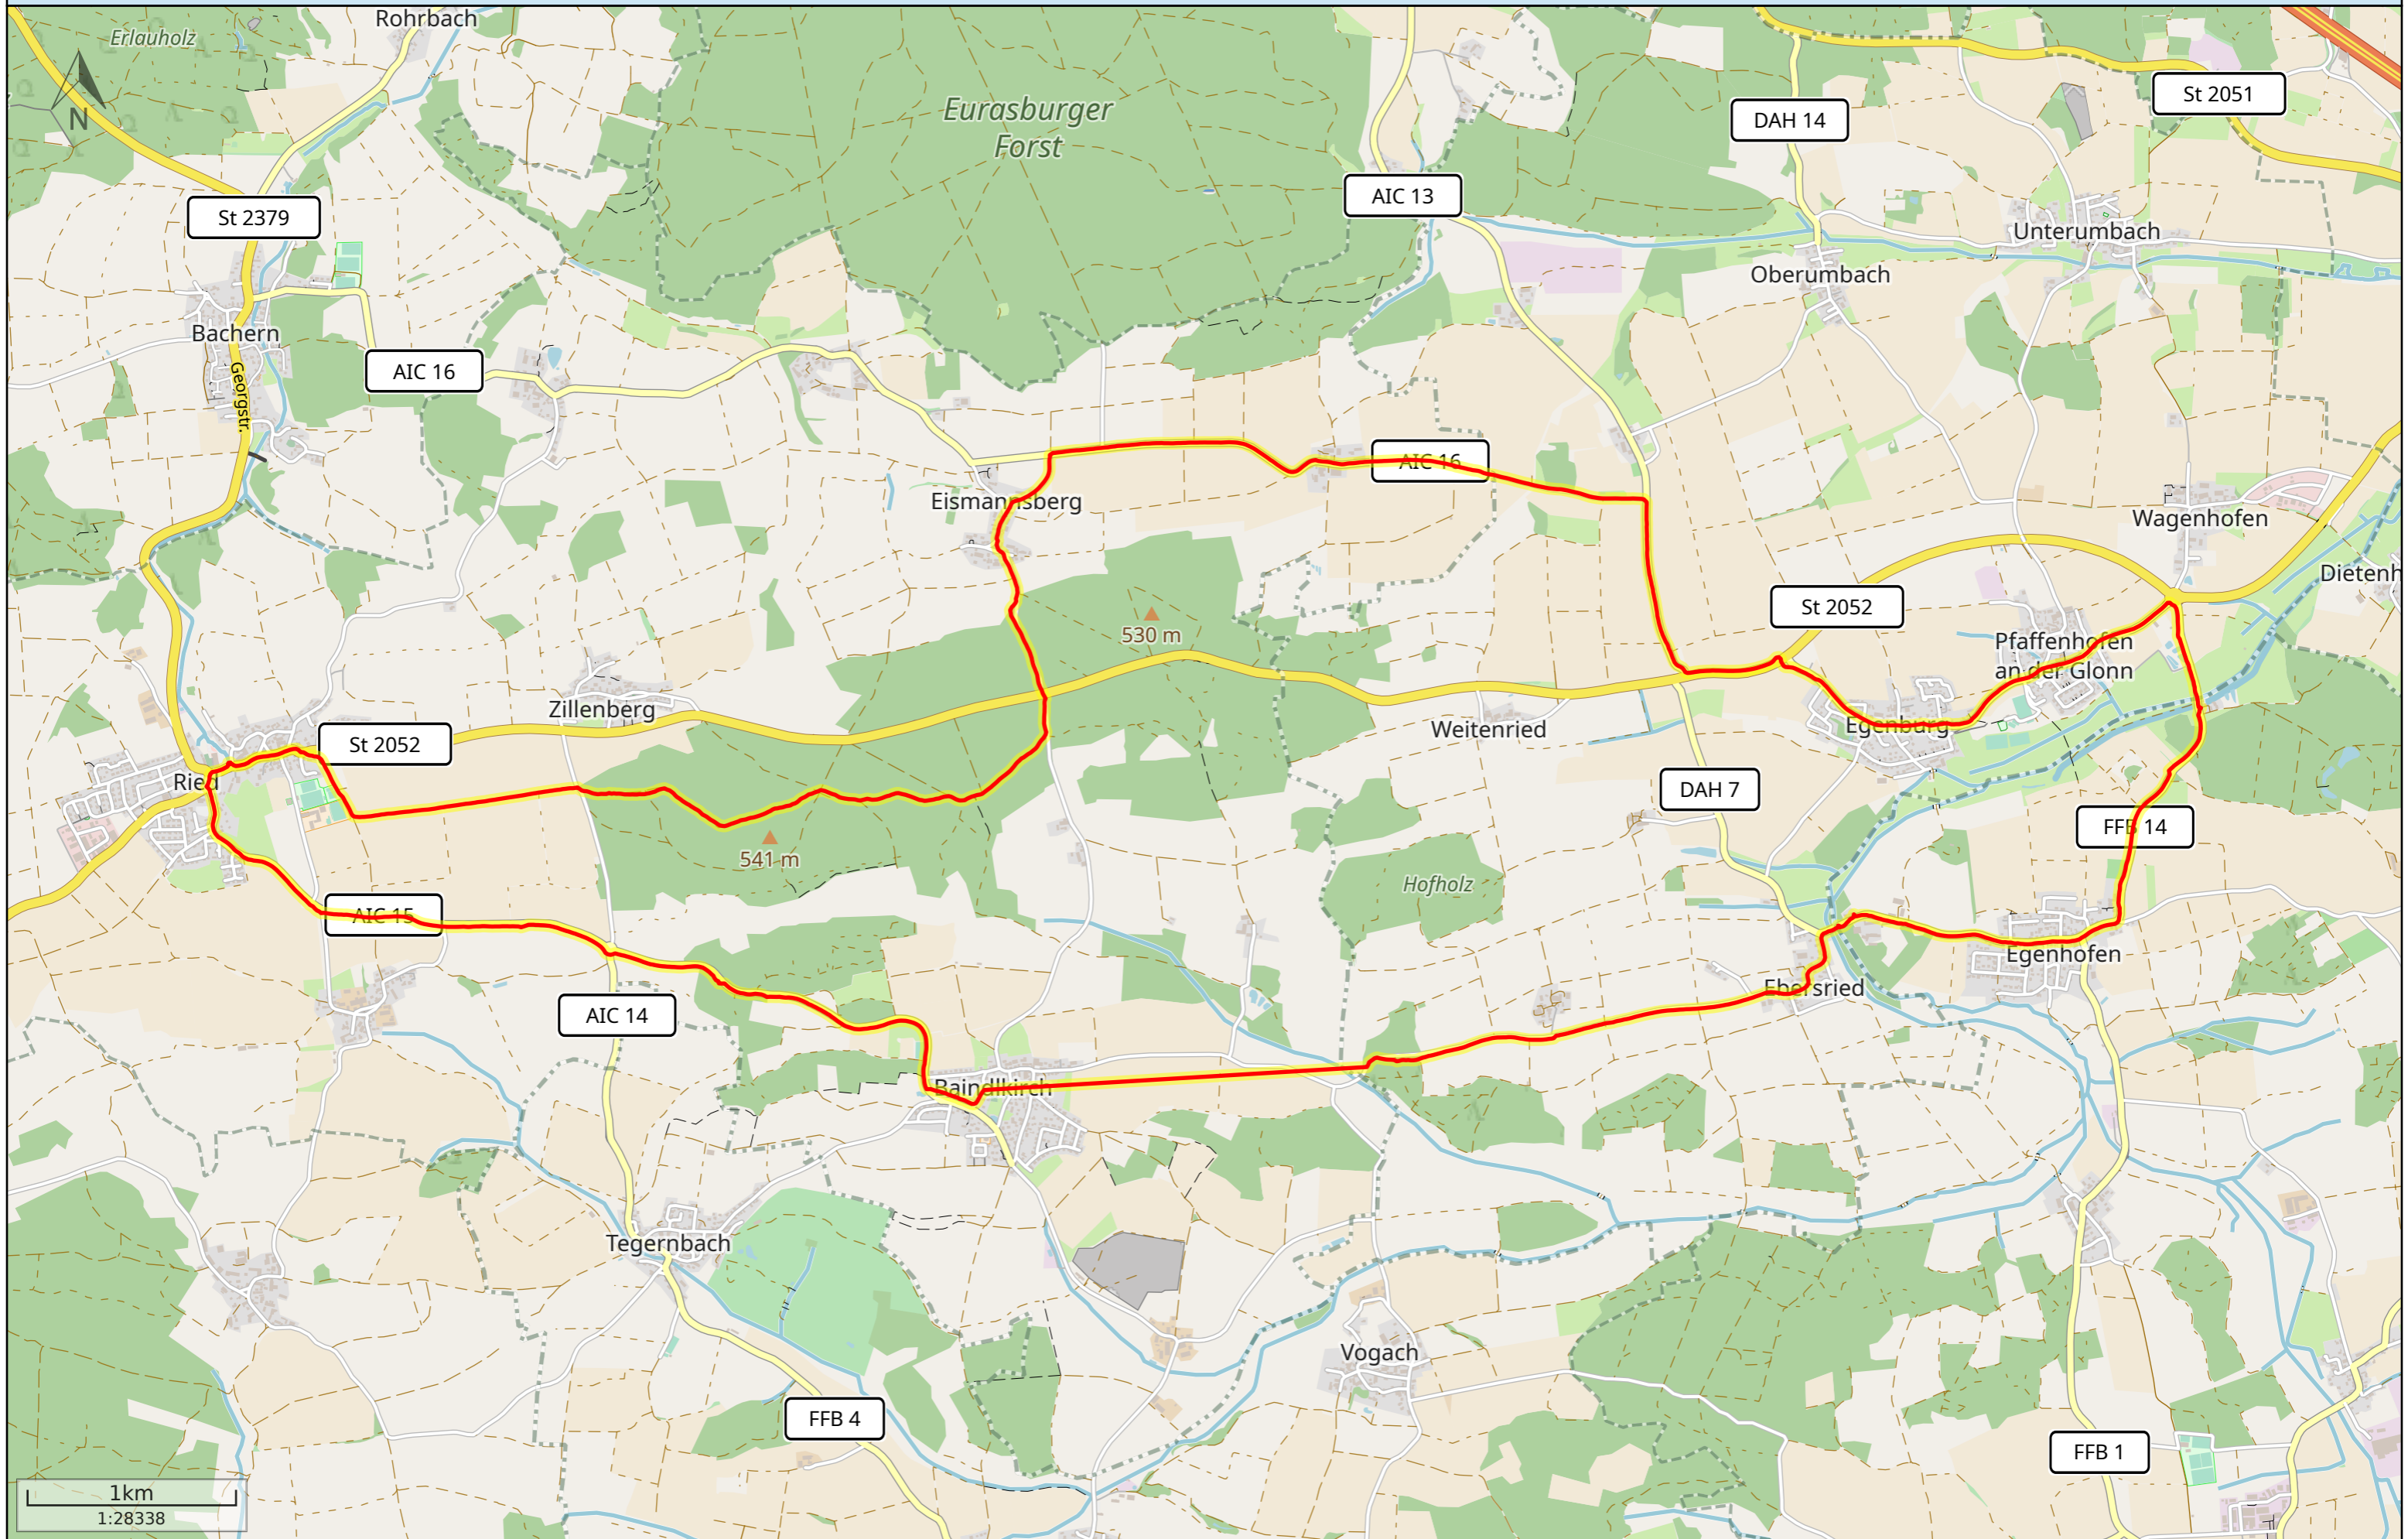 Rohrbach
Erlauholz
N
Eurasburger
Forst
St 2051
DAH 14
AIC 13
St 2379
Unterumbach
Oberumbach
Bachern
AIC 16
Georgstr.
AIC 16
Eismannsberg
Wagenhofen
Dietenh
St 2052
530 m
Pfaffenhofen
an der Glonn
Zillenberg
Weitenried
Egenburg
St 2052
Ried
DAH 7
FFB 14
541 m
Hofholz
AIC 15
Egenhofen
Ebersried
AIC 14
Baindlkirch
Tegernbach
Vogach
FFB 4
FFB 1
1km
1:28338